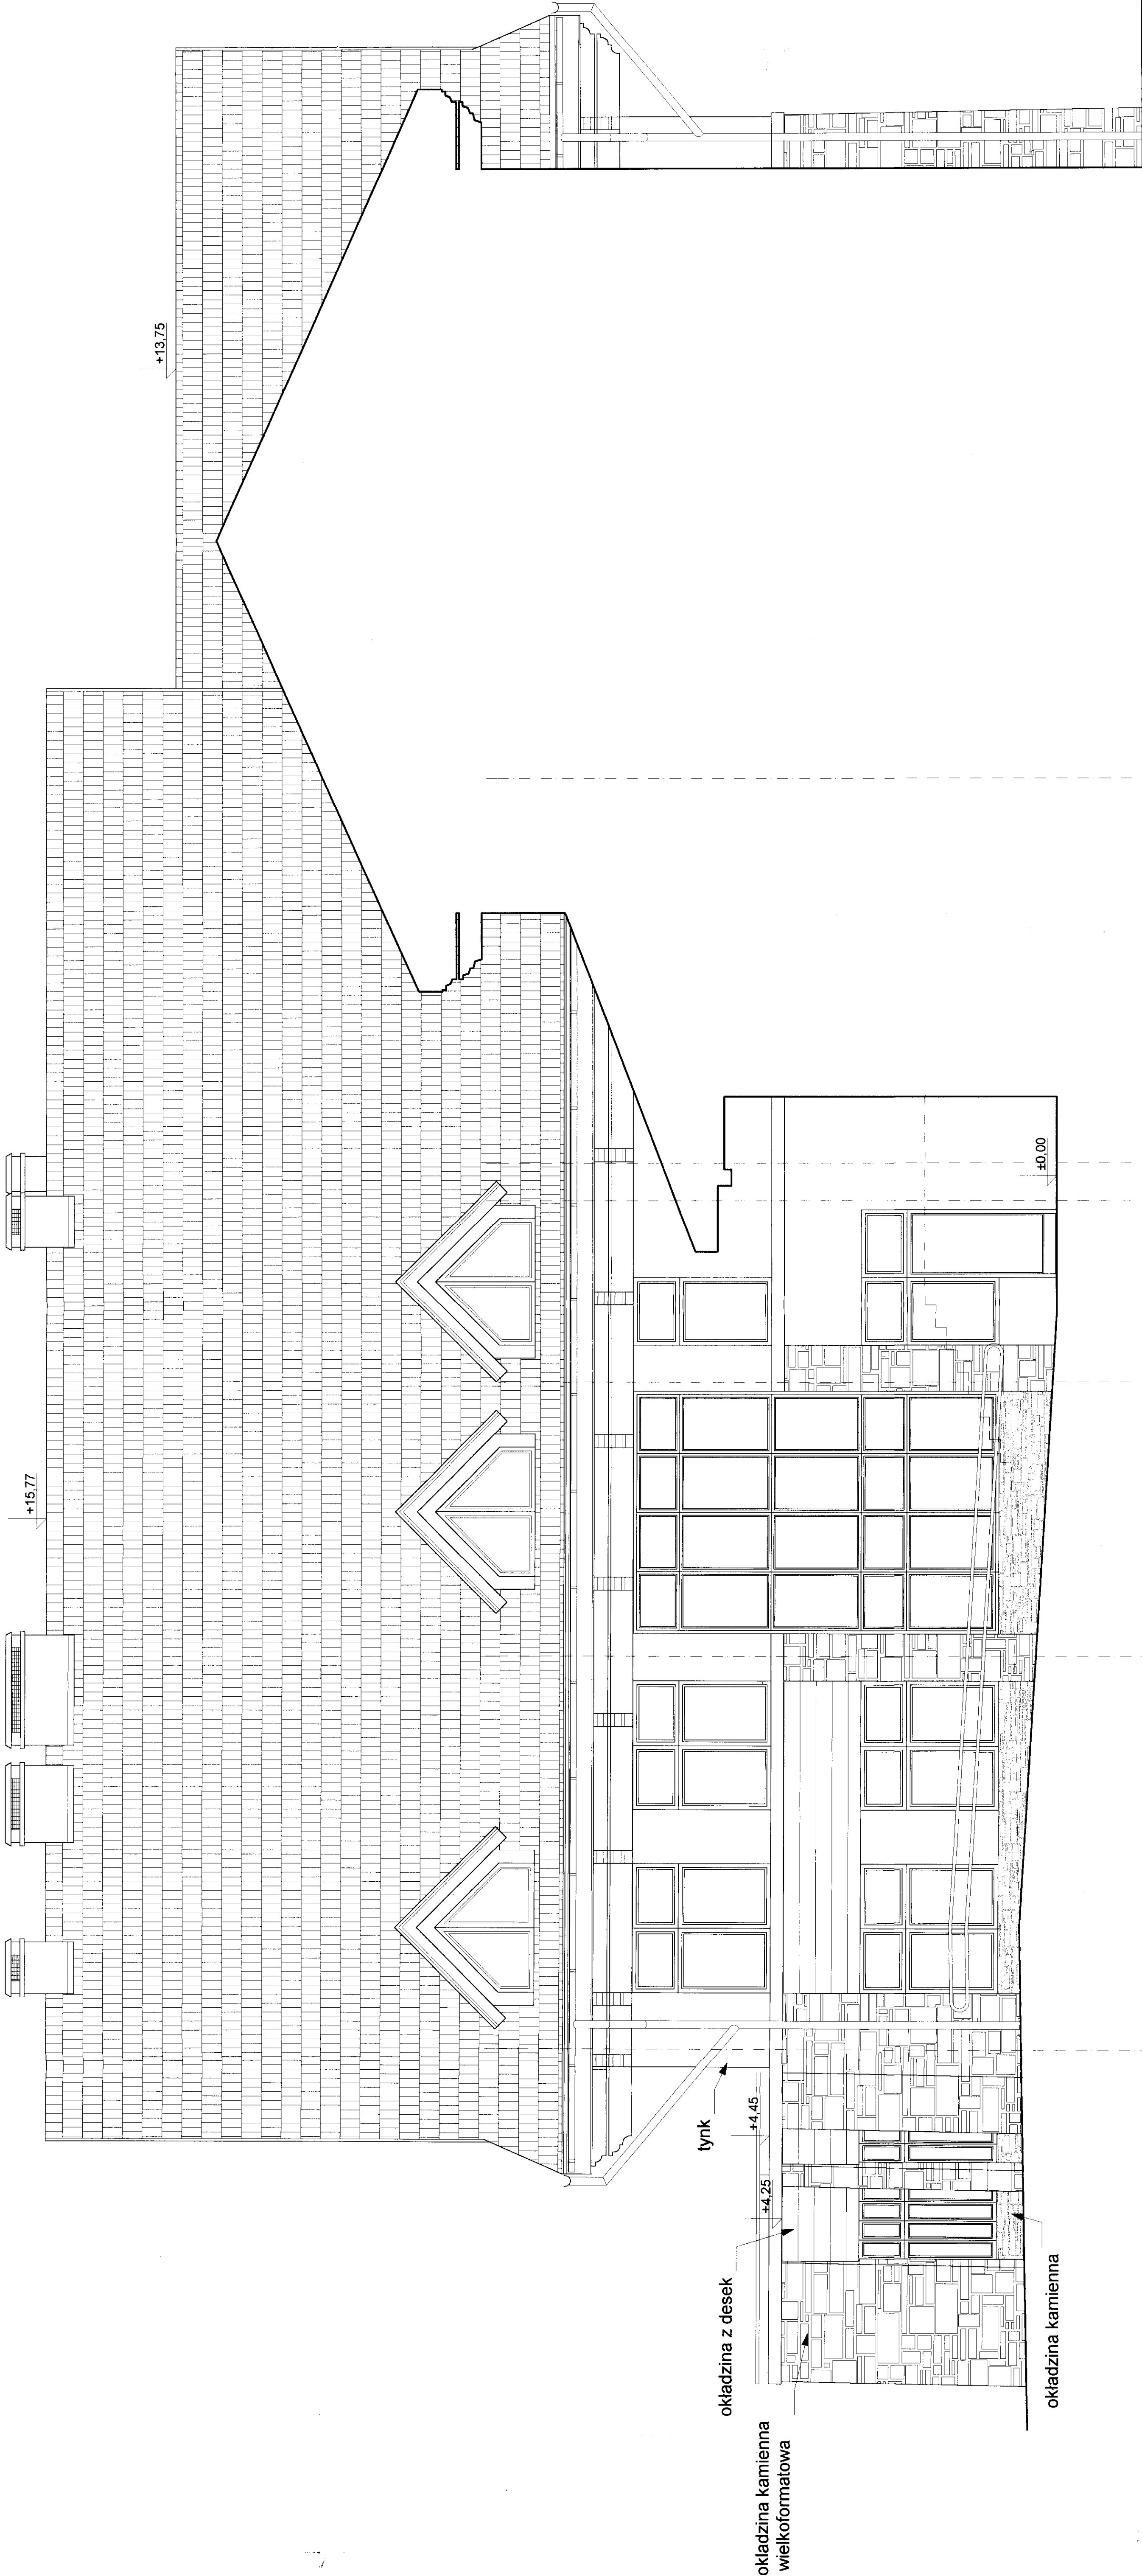 +15,77
+13,75
okładzina kamienna
wielkoformatowa
okładzina z desek
+4,25
+4,45
tynk
±0,00
okładzina kamienna